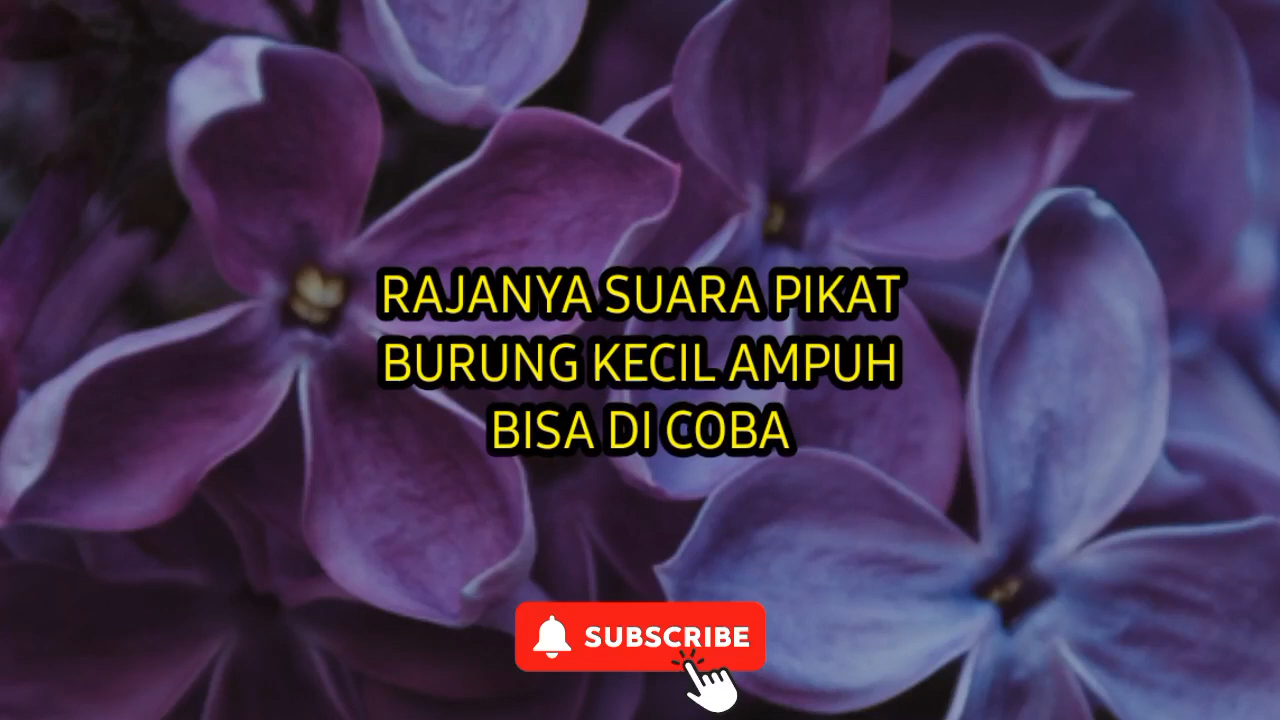 RAJANYA SUARA PIKAT
BURUNG KECIL AMPUH
BISA DI COBA
SUBSCRIBE